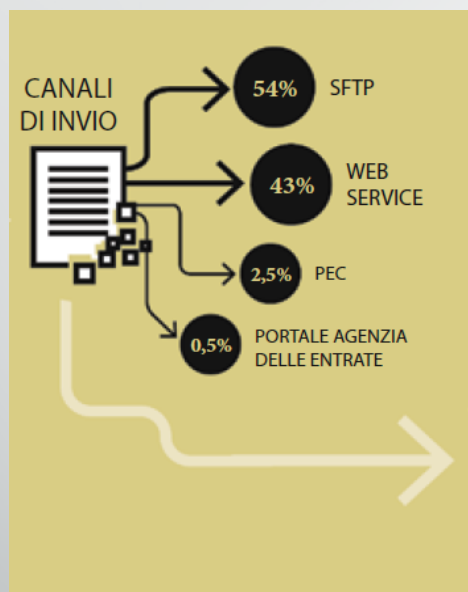 CANALI
DI INVIO
54% SFTP
43% WEB
SERVICE
2,5% PEC
0,5% PORTALE AGENZIA
DELLE ENTRATE